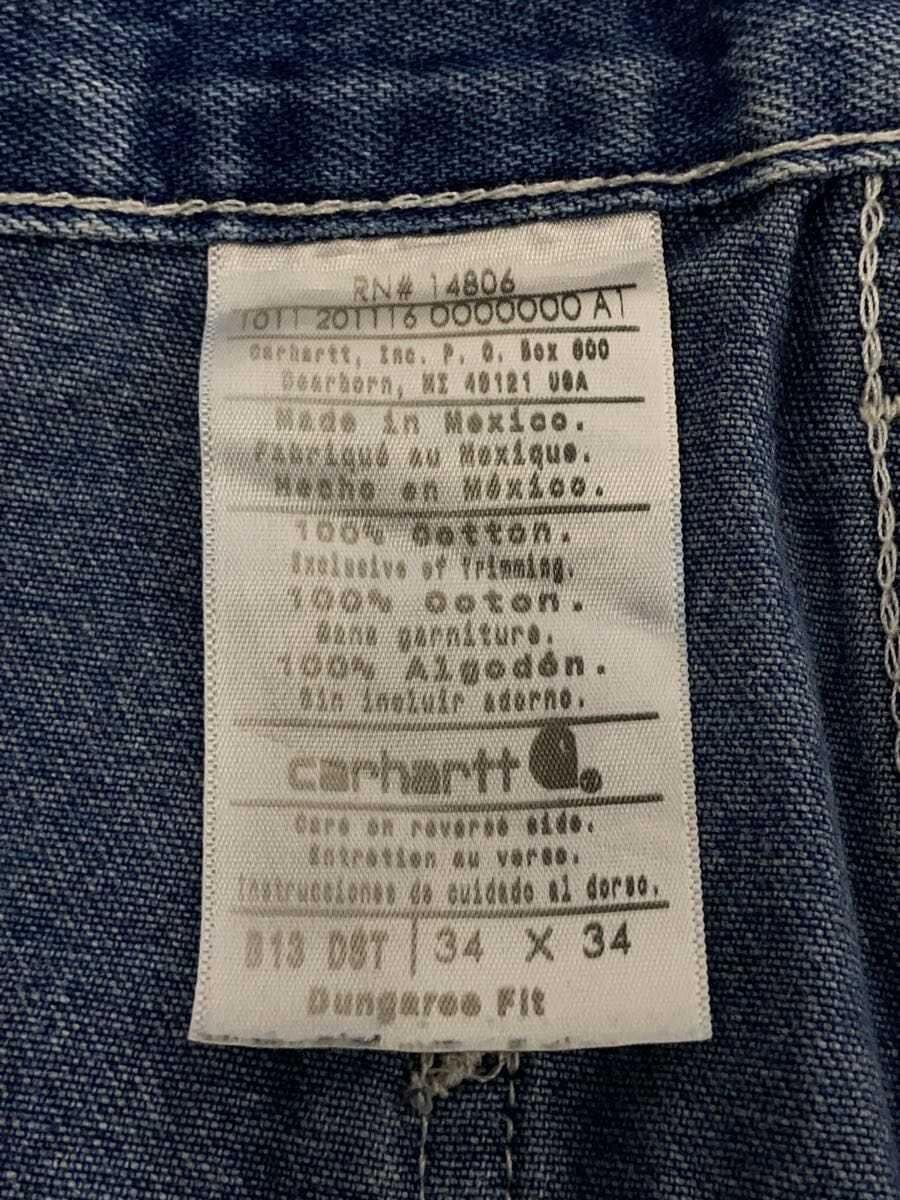 RN# 14806
1011 201116 0000000 A1
Carhartt, Inc. P. O. Box 600
Dearborn, MI 48121 USA
Made in Mexico.
Fabriqué au Mexique.
Hecho en México.
100% Cotton.
Exclusive of Trimming.
100% Coton.
Sans garniture.
100% Algodón.
Sin incluir adorno.
carhartt
Care on reverse side.
Entretien au verso.
Instrucciones de cuidado al dorso.
B13 DST 34 X 34
Dungaree Fit